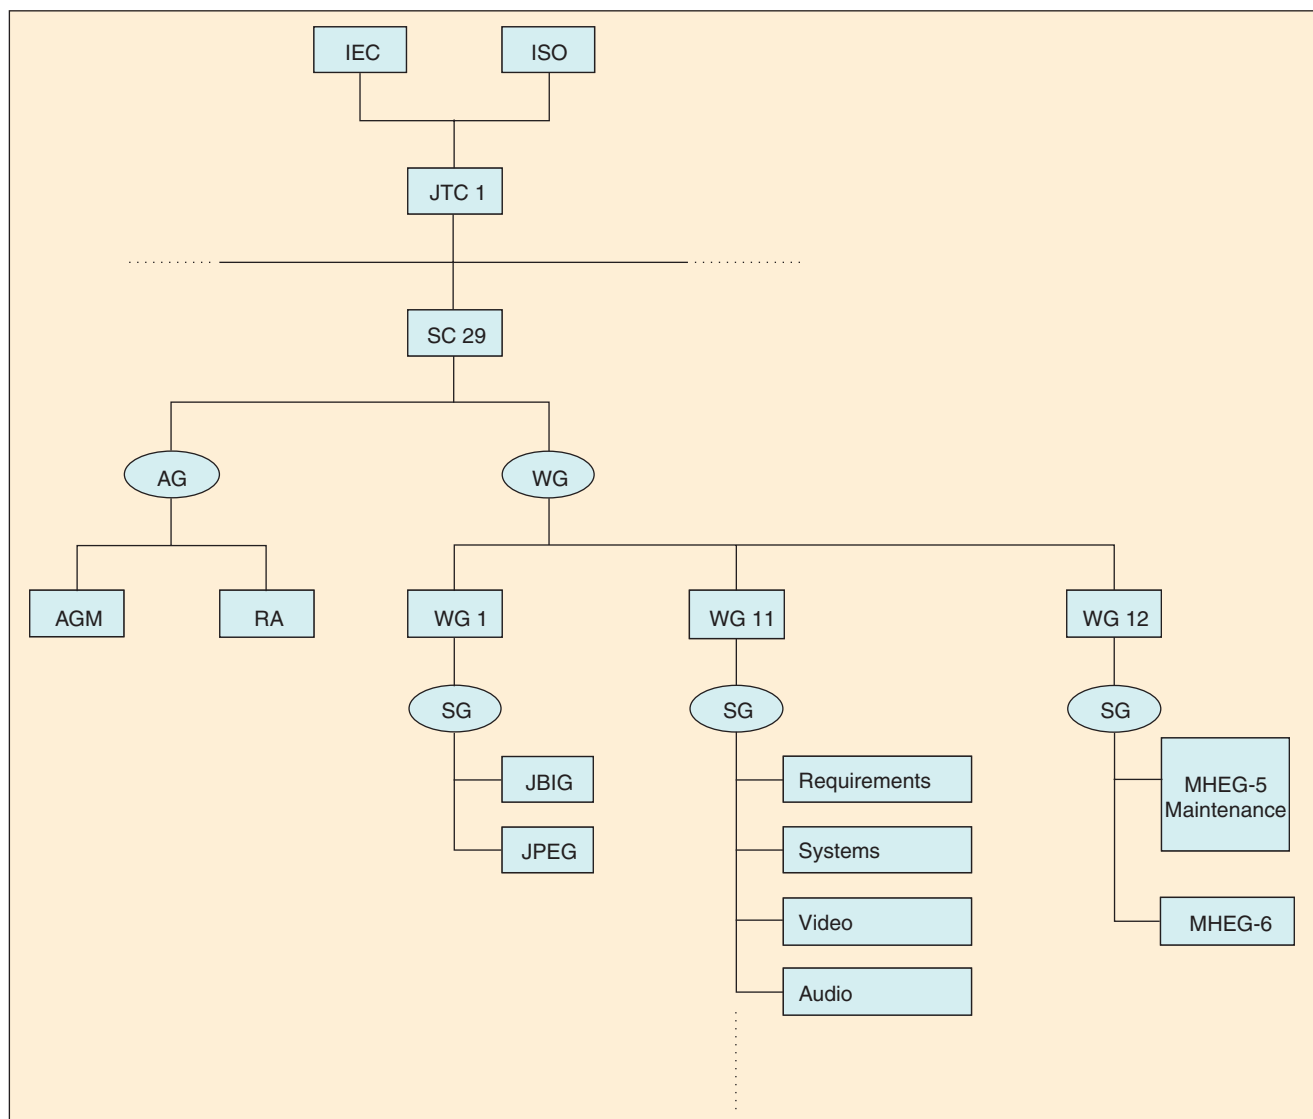 IEC
ISO
JTC 1
SC 29
AG
WG
AGM
RA
WG 1
WG 11
WG 12
SG
SG
SG
JBIG
JPEG
Requirements
Systems
Video
Audio
MHEG-5
Maintenance
MHEG-6